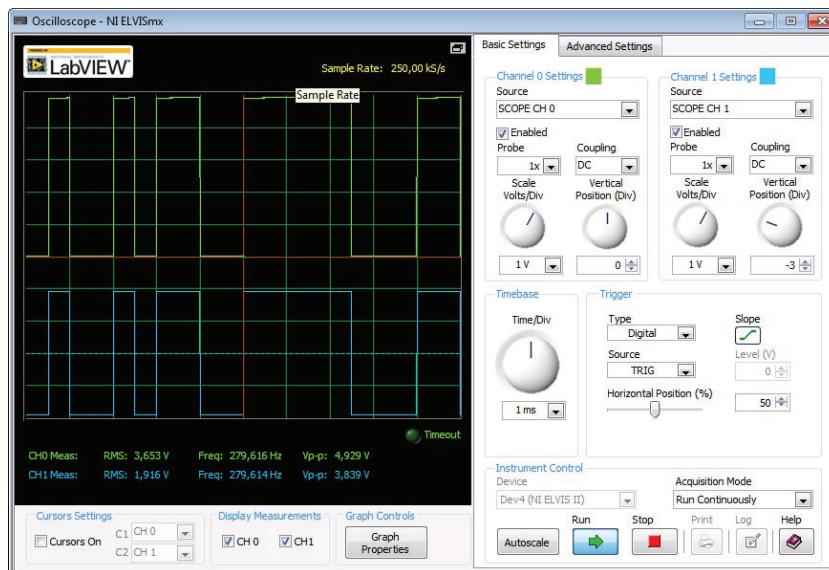 Oscilloscope - NI ELVISmx
LabVIEW
Sample Rate: 250,00 kS/s
Sample Rate
Timeout
CH0 Meas: RMS: 3,653 V Freq: 279,616 Hz Vp-p: 4,929 V
CH1 Meas: RMS: 1,916 V Freq: 279,614 Hz Vp-p: 3,839 V
Cursors Settings
Cursors On
C1 CH 0
C2 CH 1
Display Measurements
CH 0 CH1
Graph Controls
Graph
Properties
Basic Settings Advanced Settings
Channel 0 Settings
Source
SCOPE CH 0
Enabled
Probe Coupling
1x DC
Scale Vertical
Volts/Div Position (Div)
1 V 0
Channel 1 Settings
Source
SCOPE CH 1
Enabled
Probe Coupling
1x DC
Scale Vertical
Volts/Div Position (Div)
1 V -3
Timebase
Time/Div
1 ms
Trigger
Type Slope
Digital
Source Level (V)
TRIG 0
Horizontal Position (%)
50
Instrument Control
Device Acquisition Mode
Dev4 (NI ELVIS II) Run Continuously
Run Stop Print Log Help
Autoscale